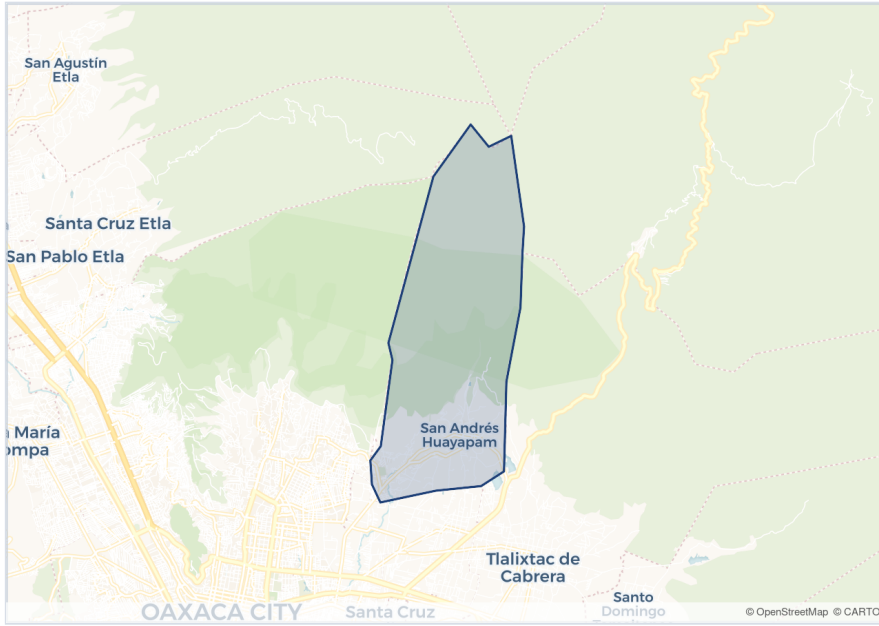 San Agustín
Etla
Santa Cruz Etla
San Pablo Etla
María
ompa
San Andrés
Huayapam
Tlalixtac de
Cabrera
Santo
Domingo
OAXACA CITY
Santa Cruz
© OpenStreetMap © CARTO